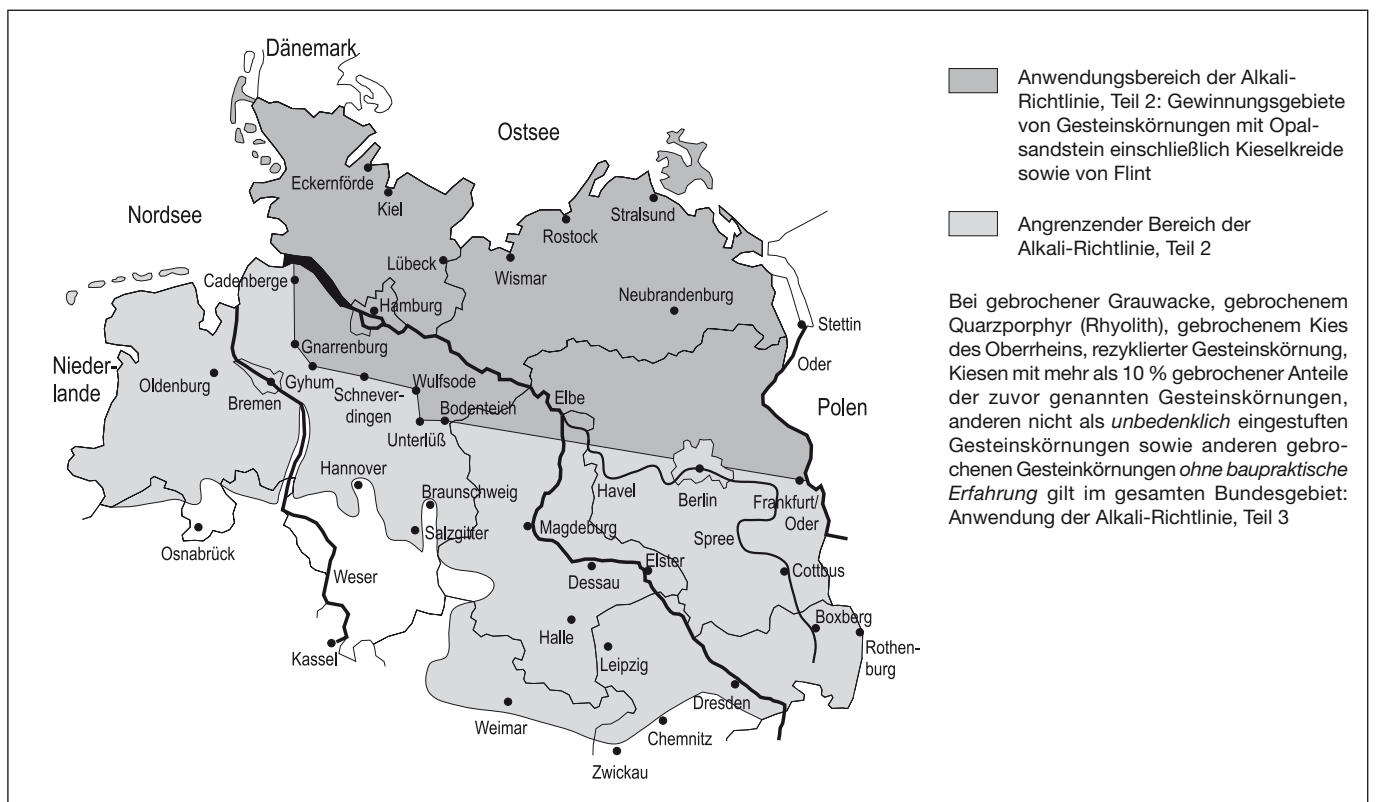 Dänemark
Ostsee
Nordsee
Eckernförde
Kiel
Stralsund
Rostock
Lübeck
Wismar
Cadenberge
Hamburg
Neubrandenburg
Stettin
Gnarrenburg
Oder
Nieder-
lande
Oldenburg
Gyhum
Wulfsode
Bremen
Schnever-
dingen
Bodenteich
Elbe
Polen
Unterlüß
Hannover
Braunschweig
Havel
Berlin
Frankfurt/
Oder
Salzgitter
Magdeburg
Spree
Osnabrück
Weser
Dessau
Elster
Cottbus
Halle
Boxberg
Kassel
Leipzig
Rothen-
burg
Dresden
Weimar
Chemnitz
Zwickau
Anwendungsbereich der Alkali-
Richtlinie, Teil 2: Gewinnungsgebiete
von Gesteinskörnungen mit Opal-
sandstein einschließlich Kieselkreide
sowie von Flint
Angrenzender Bereich der
Alkali-Richtlinie, Teil 2
Bei gebrochener Grauwacke, gebrochenem
Quarzporphyr (Rhyolith), gebrochenem Kies
des Oberrheins, rezyklierter Gesteinskörnung,
Kiesen mit mehr als 10 % gebrochener Anteile
der zuvor genannten Gesteinskörnungen,
anderen nicht als unbedenklich eingestuften
Gesteinskörnungen sowie anderen gebro-
chenen Gesteinkörnungen ohne baupraktische
Erfahrung gilt im gesamten Bundesgebiet:
Anwendung der Alkali-Richtlinie, Teil 3